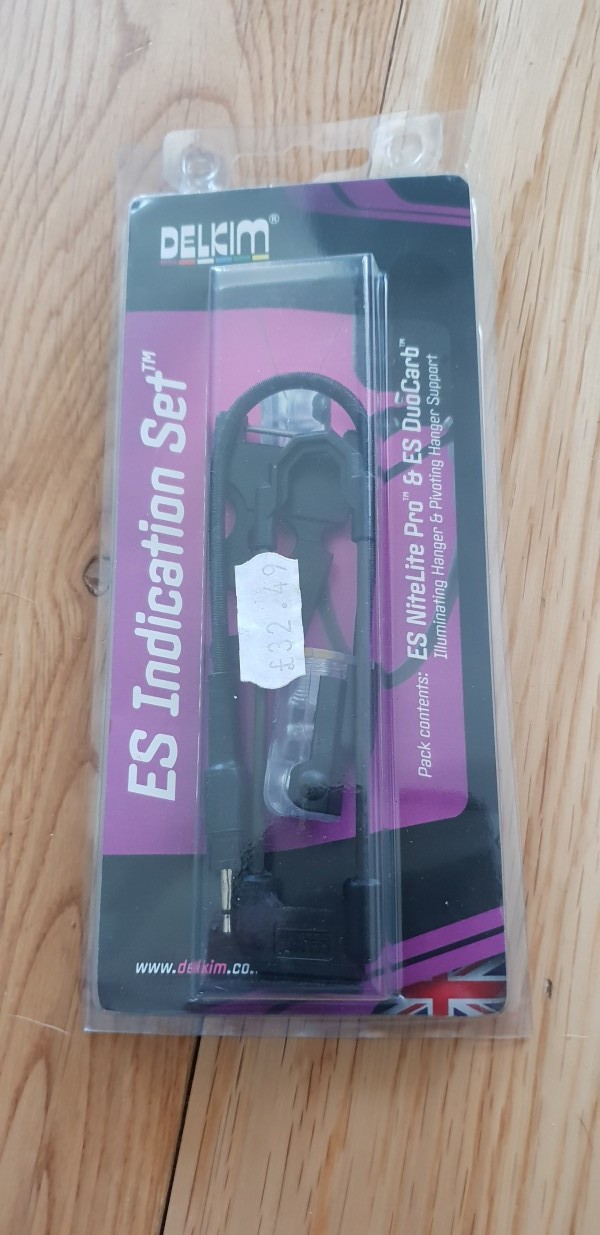 DELKIM®
ES Indication Set™
Pack contents: ES NiteLite Pro™ & ES DuoCarb™
Illuminating Hanger & Pivoting Hanger Support
£32.49
www.delkim.co.